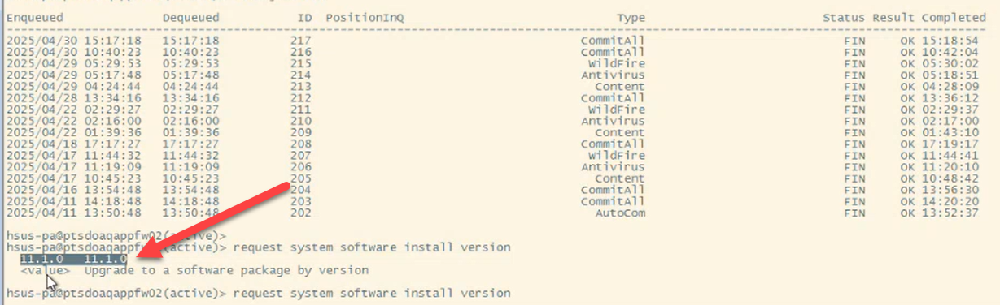 Enqueued Dequeued ID PositionInQ Type Status Result Completed
--------------------------------------------------------------------------------
2025/04/30 15:17:18 15:17:18 217 CommitAll FIN OK 15:18:54
2025/04/30 10:40:23 10:40:23 216 CommitAll FIN OK 10:42:04
2025/04/29 05:29:53 05:29:53 215 WildFire FIN OK 05:30:02
2025/04/29 05:17:48 05:17:48 214 Antivirus FIN OK 05:18:51
2025/04/29 04:24:44 04:24:44 213 Content FIN OK 04:28:09
2025/04/28 13:34:16 13:34:16 212 CommitAll FIN OK 13:36:12
2025/04/22 02:29:27 02:29:27 211 WildFire FIN OK 02:29:37
2025/04/22 02:16:00 02:16:00 210 Antivirus FIN OK 02:17:00
2025/04/22 01:39:36 01:39:36 209 Content FIN OK 01:43:10
2025/04/18 17:17:27 17:17:27 208 CommitAll FIN OK 17:19:17
2025/04/17 11:44:32 11:44:32 207 WildFire FIN OK 11:44:41
2025/04/17 11:19:09 11:19:09 206 Antivirus FIN OK 11:20:10
2025/04/17 10:45:23 10:45:23 205 Content FIN OK 10:48:42
2025/04/16 13:54:48 13:54:48 204 CommitAll FIN OK 13:56:30
2025/04/11 14:18:48 14:18:48 203 CommitAll FIN OK 14:20:20
2025/04/11 13:50:48 13:50:48 202 AutoCom FIN OK 13:52:37
hsus-pa@ptsdoaqappfw02(active)>
hsus-pa@ptsdoaqappfw02(active)> request system software install version
11.1.0 11.1.0
<value> Upgrade to a software package by version
hsus-pa@ptsdoaqappfw02(active)> request system software install version